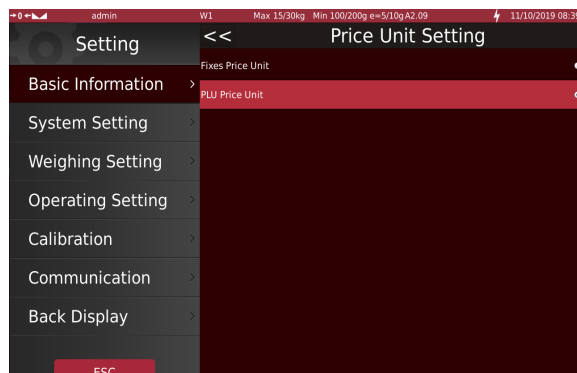 →0← admin W1 Max 15/30kg Min 100/200g e=5/10g A2.09 11/10/2019 08:39
Setting
<< Price Unit Setting
Fixes Price Unit
PLU Price Unit
Basic Information >
System Setting >
Weighing Setting >
Operating Setting >
Calibration >
Communication >
Back Display >
ESC